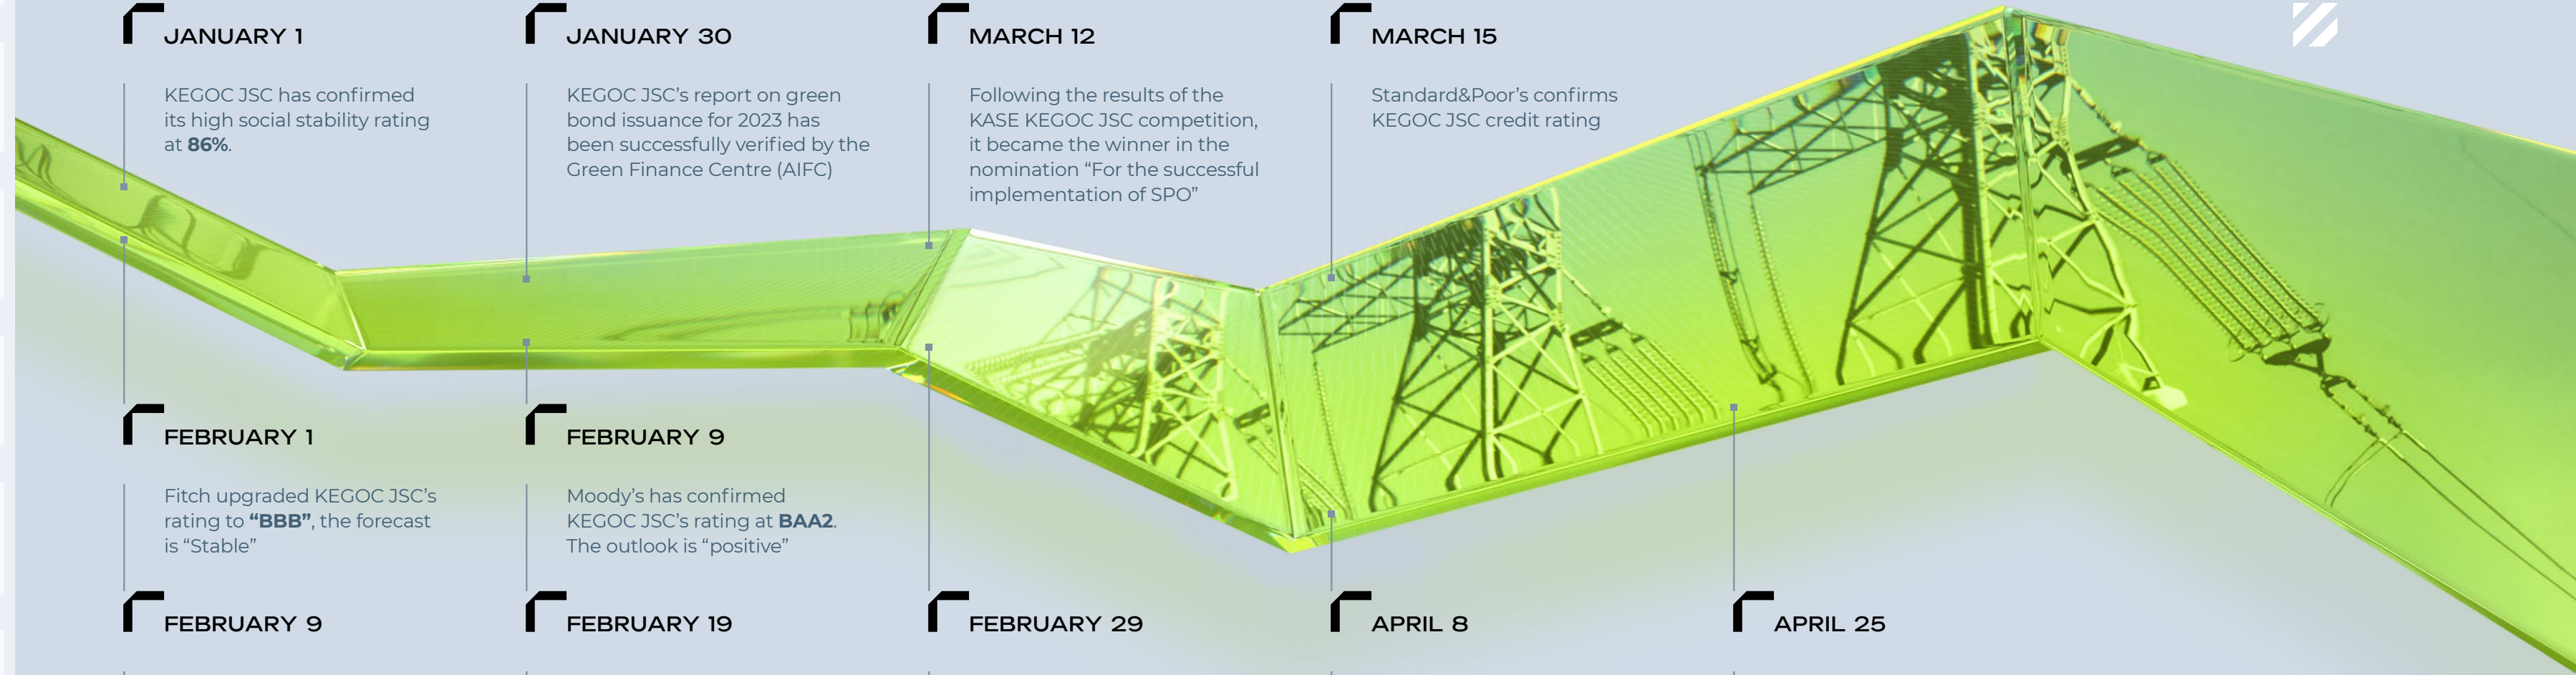 JANUARY 1
KEGOC JSC has confirmed
its high social stability rating
at 86%.
JANUARY 30
KEGOC JSC’s report on green
bond issuance for 2023 has
been successfully verified by the
Green Finance Centre (AIFC)
MARCH 12
Following the results of the
KASE KEGOC JSC competition,
it became the winner in the
nomination “For the successful
implementation of SPO”
MARCH 15
Standard&Poor’s confirms
KEGOC JSC credit rating
FEBRUARY 1
Fitch upgraded KEGOC JSC’s
rating to “BBB”, the forecast
is “Stable”
FEBRUARY 9
Moody’s has confirmed
KEGOC JSC’s rating at BAA2.
The outlook is “positive”
FEBRUARY 9
FEBRUARY 19
FEBRUARY 29
APRIL 8
APRIL 25